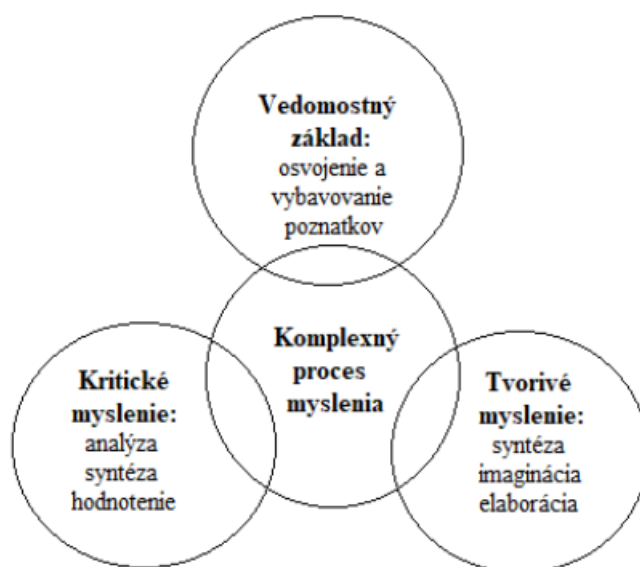 Vedomostný
základ:
osvojenie a
vybavovanie
poznatkov
Komplexný
proces
myslenia
Kritické
myslenie:
analýza
syntéza
hodnotenie
Tvorivé
myslenie:
syntéza
imaginácia
elaborácia